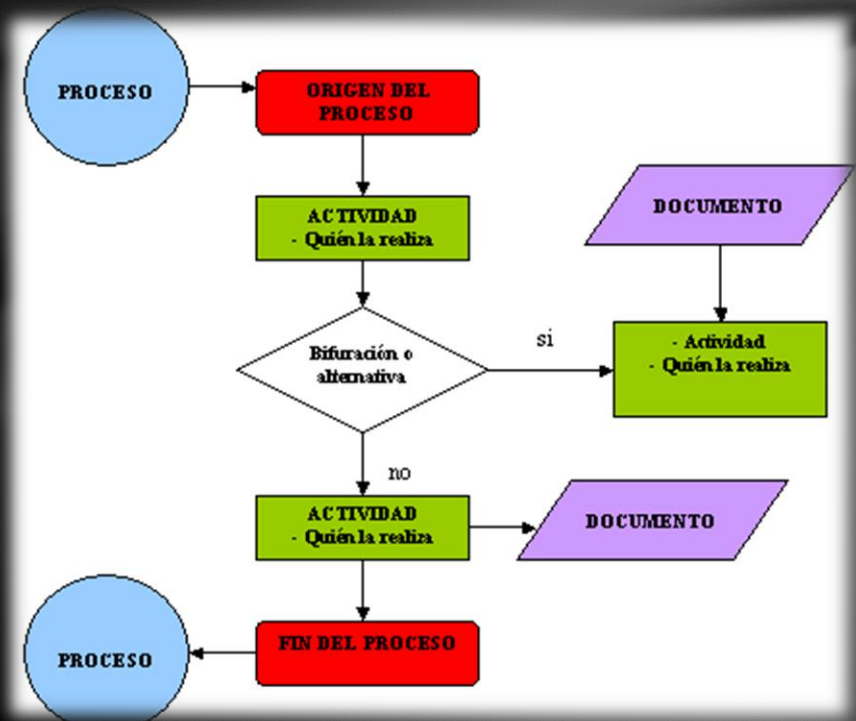 PROCESO
ORIGEN DEL
PROCESO
ACTIVIDAD
- Quién la realiza
DOCUMENTO
Bifuración o
alternativa
si
- Actividad
- Quién la realiza
no
ACTIVIDAD
- Quién la realiza
DOCUMENTO
FIN DEL PROCESO
PROCESO